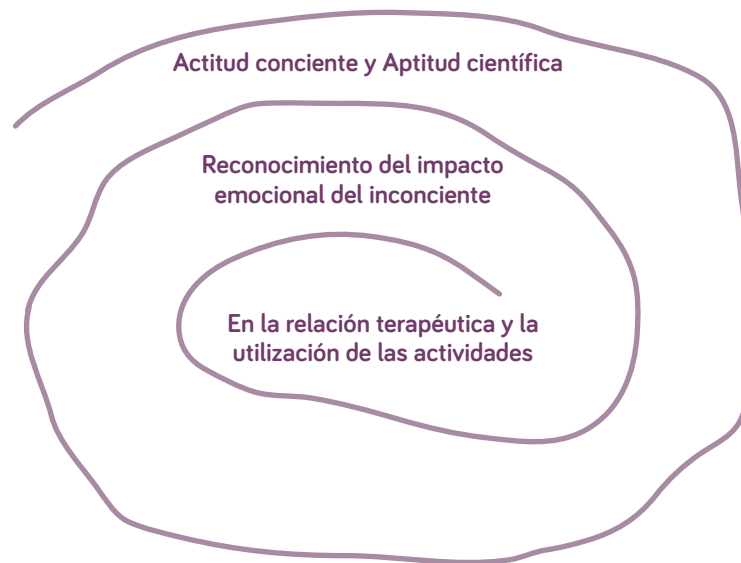 Actitud conciente y Aptitud científica
Reconocimiento del impacto
emocional del inconciente
En la relación terapéutica y la
utilización de las actividades